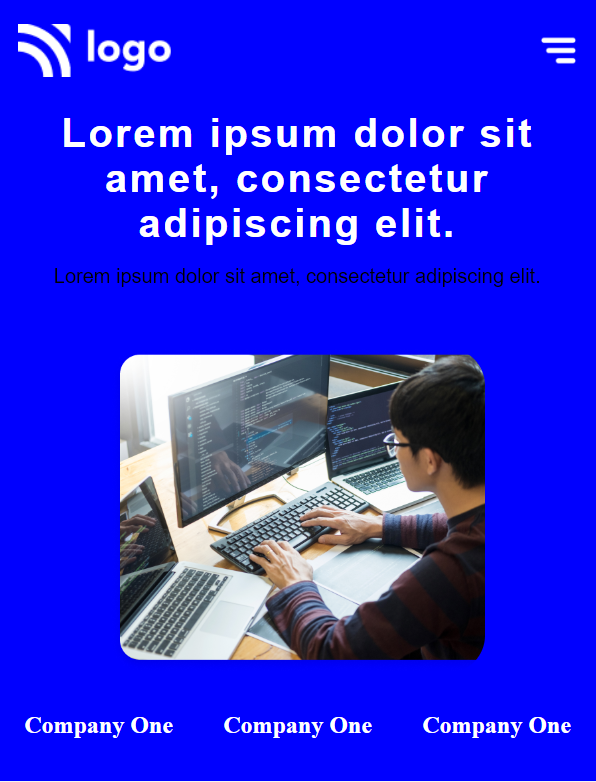 logo
Lorem ipsum dolor sit
amet, consectetur
adipiscing elit.
Lorem ipsum dolor sit amet, consectetur adipiscing elit.
Company One Company One Company One